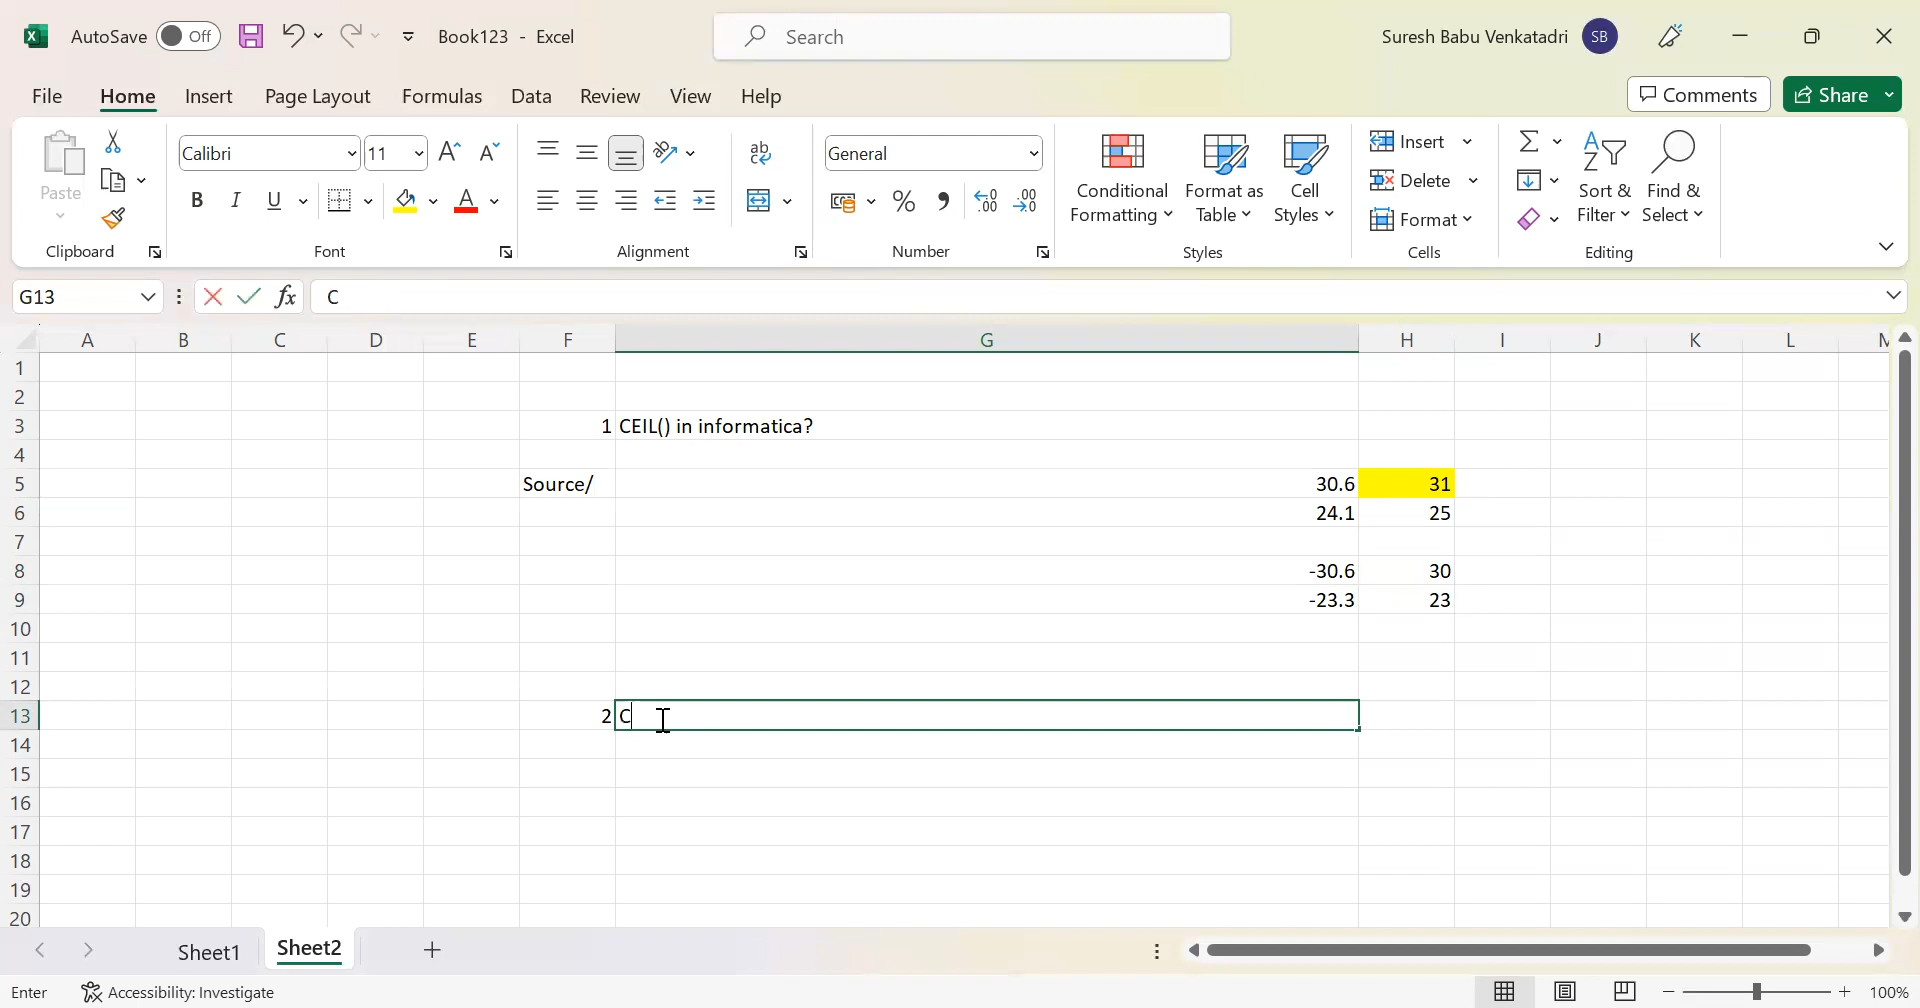 AutoSave Off Book123 - Excel Search Suresh Babu Venkatadri SB
File Home Insert Page Layout Formulas Data Review View Help Comments Share
Paste
Clipboard
Calibri 11
B I U A
Font
ab
Alignment
General
% 9 .00
Number
Conditional Formatting
Format as Table
Cell Styles
Styles
Insert
Delete
Format
Cells
Sort & Filter
Find & Select
Editing
G13 fx C
A B C D E F G H I J K L
1
2
3 1 CEIL() in informatica?
4
5 Source/ 30.6 31
6 24.1 25
7
8 -30.6 30
9 -23.3 23
10
11
12
13 2 C
14
15
16
17
18
19
20
Sheet1 Sheet2
Enter Accessibility: Investigate 100%